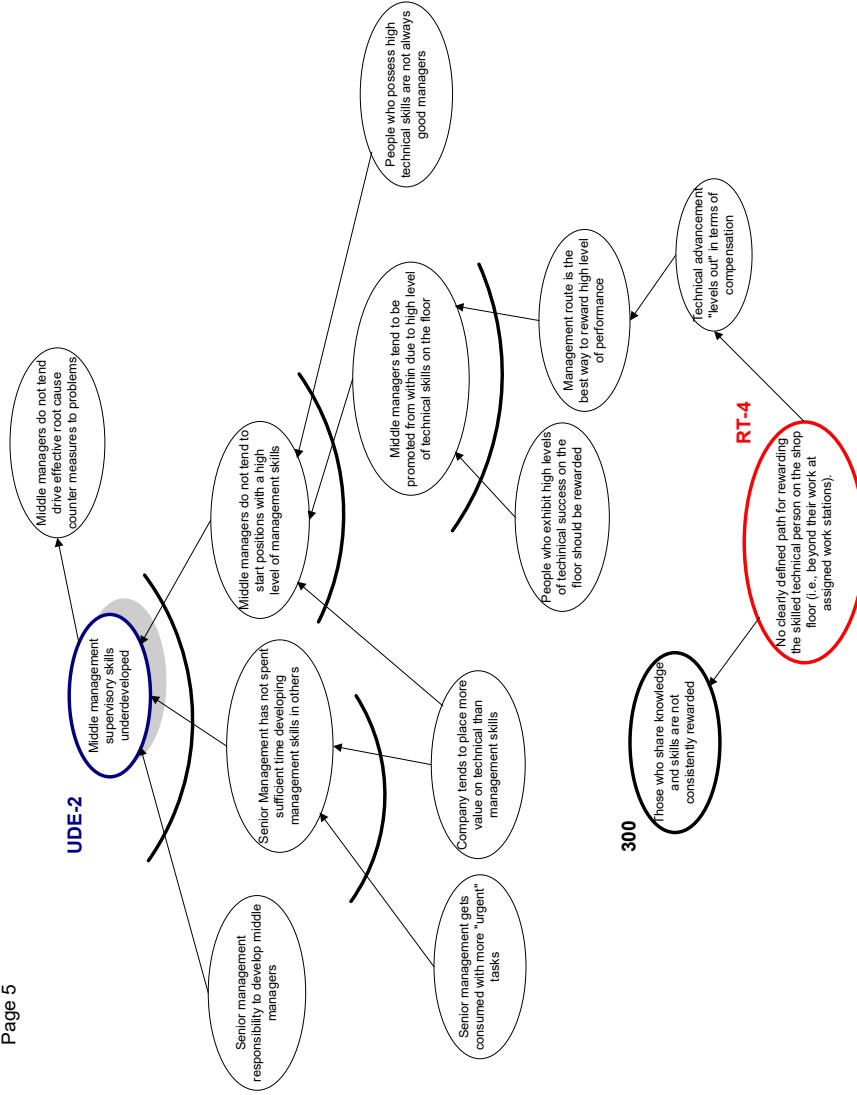 Page 5
Middle managers do not tend
drive effective root cause
counter measures to problems
UDE-2
Middle management
supervisory skills
underdeveloped
Senior management
responsibility to develop middle
managers
Senior Management has not spent
sufficient time developing
management skills in others
Middle managers do not tend to
start positions with a high
level of management skills
People who possess high
technical skills are not always
good managers
Senior management gets
consumed with more "urgent"
tasks
Company tends to place more
value on technical than
management skills
Middle managers tend to be
promoted from within due to high level
of technical skills on the floor
People who exhibit high levels
of techinical success on the
floor should be rewarded
Management route is the
best way to reward high level
of performance
300
Those who share knowledge
and skills are not
consistently rewarded
Technical advancement
"levels out" in terms of
compensation
RT-4
No clearly defined path for rewarding
the skilled technical person on the shop
floor (i.e., beyond their work at
assigned work stations).